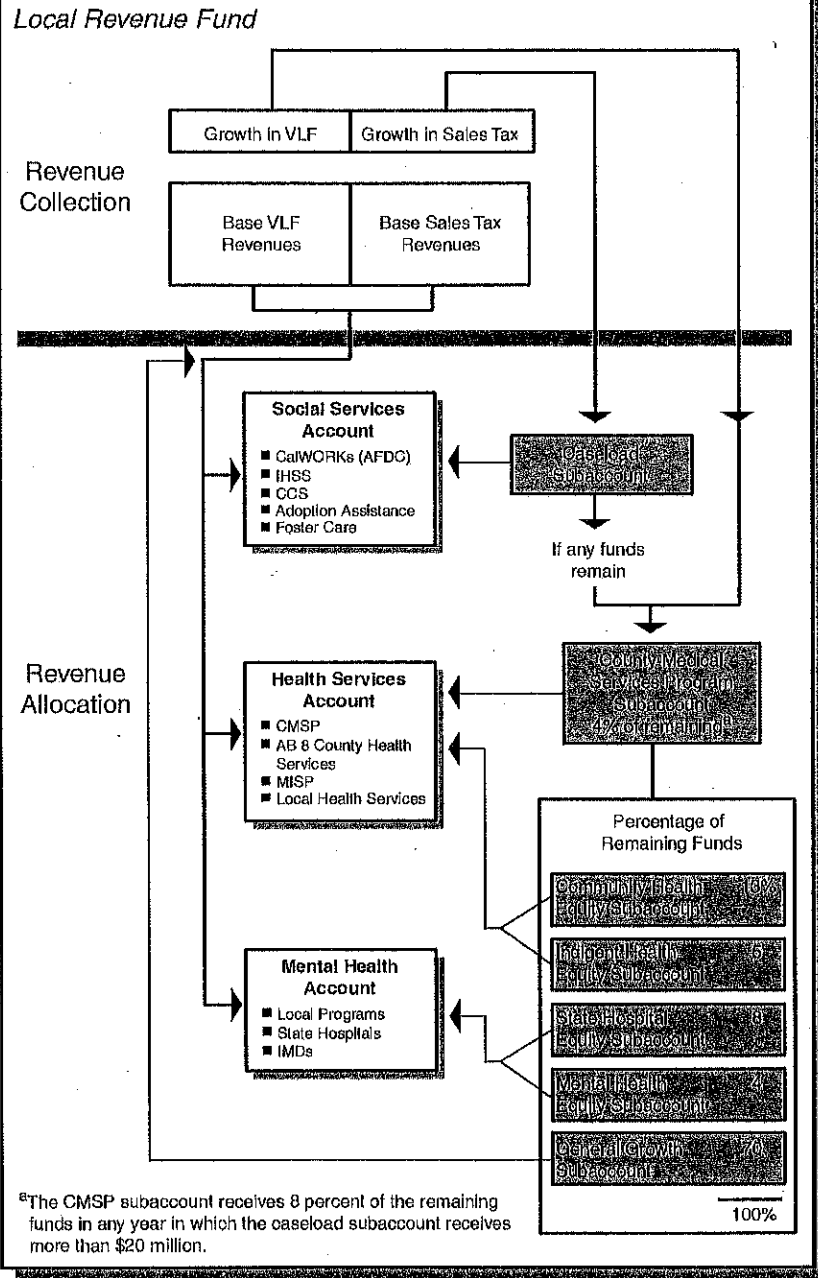 Local Revenue Fund
Growth in VLF
Growth in Sales Tax
Revenue
Collection
Base VLF
Revenues
Base Sales Tax
Revenues
Social Services
Account
■ CalWORKs (AFDC)
■ IHSS
■ CCS
■ Adoption Assistance
■ Foster Care
Caseload
Subaccount
If any funds
remain
Revenue
Allocation
Health Services
Account
■ CMSP
■ AB 8 County Health
Services
■ MISP
■ Local Health Services
County Medical
Services Program
Subaccount
4% of remaining
Percentage of
Remaining Funds
Community Health
Equity Subaccount
Indigent Health
Equity Subaccount
State Hospital
Equity Subaccount
Mental Health 4
Equity Subaccount
General Growth 70
Subaccount
100%
Mental Health
Account
■ Local Programs
■ State Hospitals
■ IMDs
aThe CMSP subaccount receives 8 percent of the remaining
funds in any year in which the caseload subaccount receives
more than $20 million.